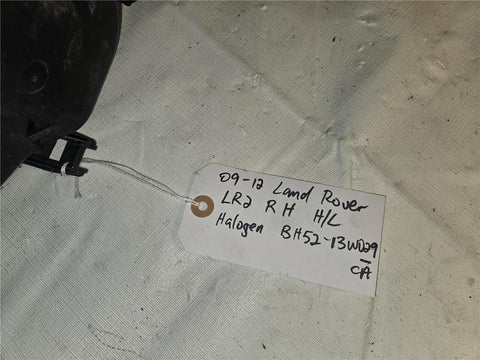 09-12 Land Rover
LR2 RH H/L
Halogen BH52-13W029
-
CA